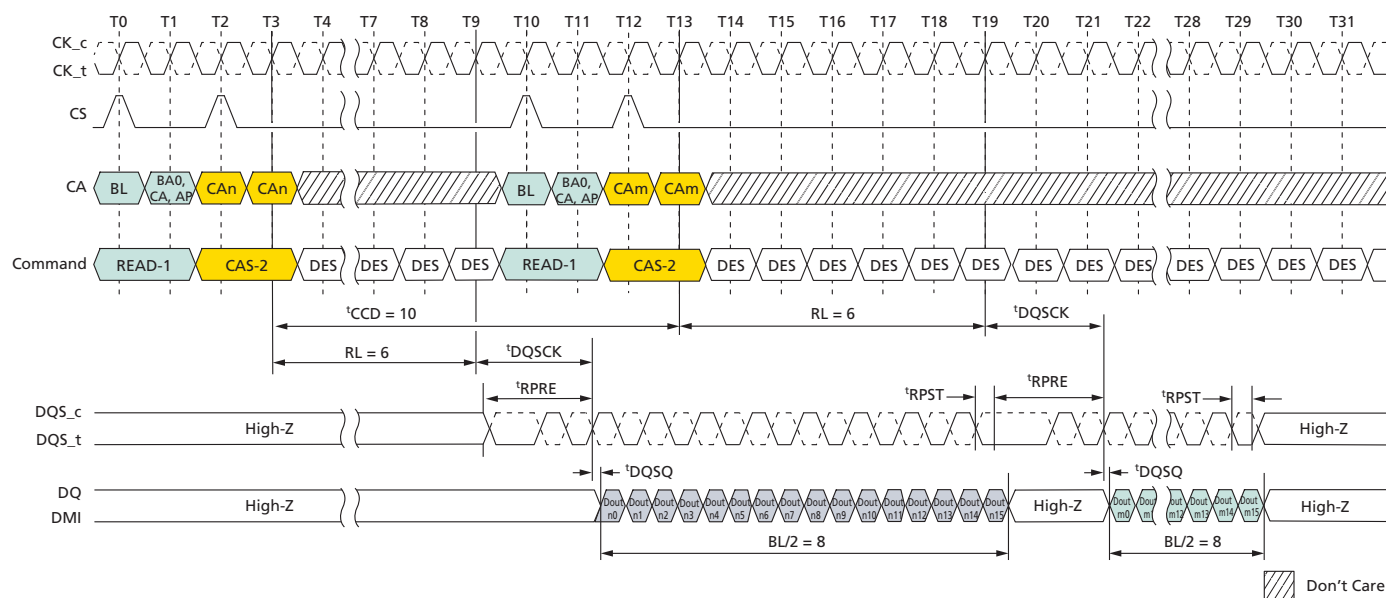 T0 T1 T2 T3 T4 T7 T8 T9 T10 T11 T12 T13 T14 T15 T16 T17 T18 T19 T20 T21 T22 T28 T29 T30 T31
CK_c
CK_t
CS
CA BL BA0, CA, AP CAn CAn BL BA0, CA, AP CAm CAm
Command READ-1 CAS-2 DES DES DES DES READ-1 CAS-2 DES DES DES DES DES DES DES DES DES DES DES DES DES
tCCD = 10 RL = 6 tDQSCK
RL = 6 tDQSCK
tRPRE tRPST tRPRE tRPST
DQS_c
DQS_t High-Z High-Z
tDQSQ tDQSQ
DQ
DMI High-Z Dout n0 Dout n1 Dout n2 Dout n3 Dout n4 Dout n5 Dout n6 Dout n7 Dout n8 Dout n9 Dout n10 Dout n11 Dout n12 Dout n13 Dout n14 Dout n15 High-Z Dout m0 Dout m12 Dout m13 Dout m14 Dout m15 High-Z
BL/2 = 8 BL/2 = 8
Don't Care